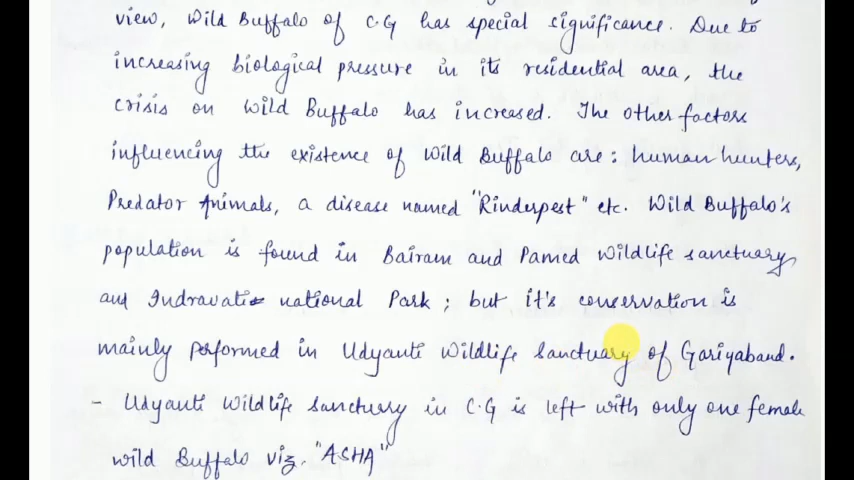 view, Wild Buffalo of C.G has special significance. Due to
increasing biological pressure in its residential area, the
crisis on Wild Buffalo has increased. The other factors
influencing the existence of Wild Buffalo are: human hunters,
Predator Animals, a disease named "Rinderpest" etc. Wild Buffalo's
population is found in Bairam and Pamed Wildlife sanctuary
and Indravati national Park; but it's conservation is
mainly performed in Udyanti Wildlife Sanctuary of Gariyaband.
- Udyanti Wildlife sanctuary in C.G is left with only one female
wild Buffalo viz. "ASHA"